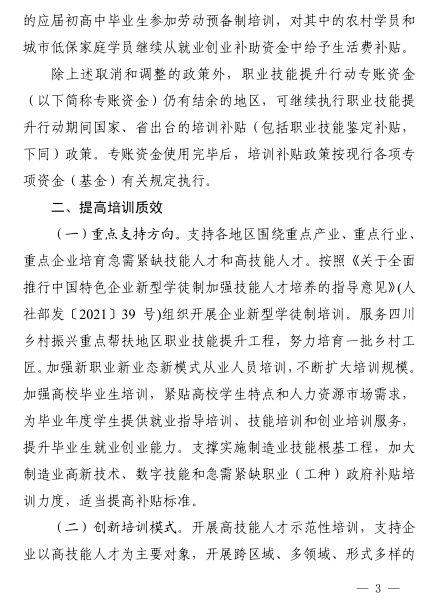 的应届初高中毕业生参加劳动预备制培训，对其中的农村学员和
城市低保家庭学员继续从就业创业补助资金中给予生活费补贴。
除上述取消和调整的政策外，职业技能提升行动专账资金
（以下简称专账资金）仍有结余的地区，可继续执行职业技能提
升行动期间国家、省出台的培训补贴（包括职业技能鉴定补贴，
下同）政策。专账资金使用完毕后，培训补贴政策按现行各项专
项资金（基金）有关规定执行。
二、提高培训质效
（一）重点支持方向。支持各地区围绕重点产业、重点行业、
重点企业培育急需紧缺技能人才和高技能人才。按照《关于全面
推行中国特色企业新型学徒制加强技能人才培养的指导意见》(人
社部发〔2021〕39 号)组织开展企业新型学徒制培训。服务四川
乡村振兴重点帮扶地区职业技能提升工程，努力培育一批乡村工
匠。加强新职业新业态新模式从业人员培训,不断扩大培训规模。
加强高校毕业生培训，紧贴高校学生特点和人力资源市场需求，
为毕业年度学生提供就业指导培训、技能培训和创业培训服务，
提升毕业生就业创业能力。支撑实施制造业技能根基工程，加大
制造业高新技术、数字技能和急需紧缺职业（工种）政府补贴培
训力度，适当提高补贴标准。
（二）创新培训模式。开展高技能人才示范性培训，支持企
业以高技能人才为主要对象，开展跨区域、多领域、形式多样的
— 3 —